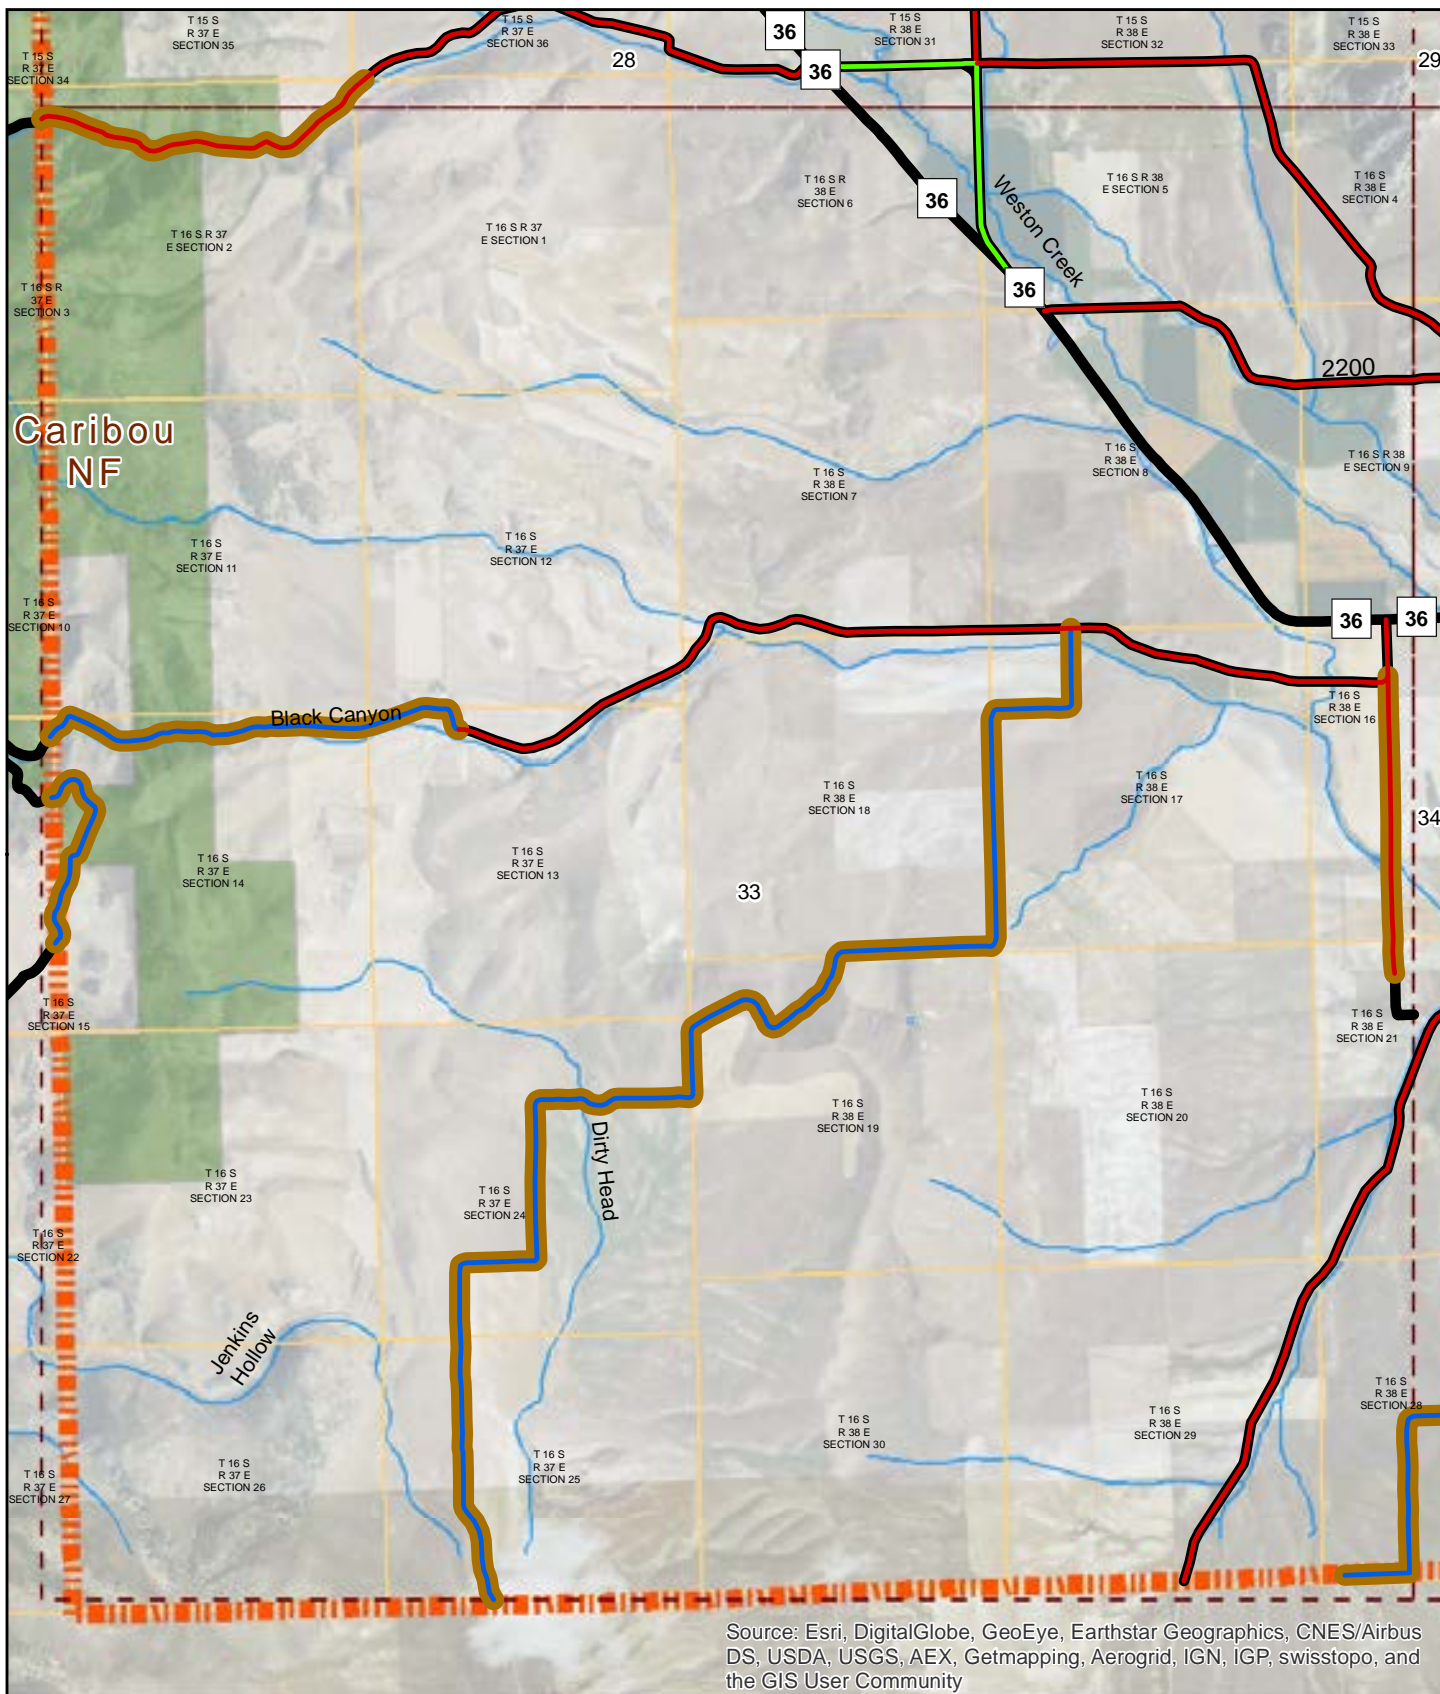 T 15 S
R 37 E
SECTION 35
T 15 S
R 37 E
SECTION 36
28
36
T 15 S
R 38 E
SECTION 31
T 15 S
R 38 E
SECTION 32
T 15 S
R 38 E
SECTION 33
29
T 15 S
R 37 E
SECTION 34
36
T 16 S R 37
E SECTION 2
T 16 S R 37
E SECTION 1
T 16 S R
38 E
SECTION 6
36
Weston Creek
T 16 S R 38
E SECTION 5
T 16 S
R 38 E
SECTION 4
T 16 S R
37 E
SECTION 3
36
2200
Caribou
NF
T 16 S
R 38 E
SECTION 7
T 16 S
R 38 E
SECTION 8
T 16 S R 38
E SECTION 9
T 16 S
R 37 E
SECTION 11
T 16 S
R 37 E
SECTION 12
T 16 S
R 37 E
SECTION 10
36
36
Black Canyon
T 16 S
R 38 E
SECTION 16
T 16 S
R 38 E
SECTION 18
T 16 S
R 38 E
SECTION 17
34
T 16 S
R 37 E
SECTION 14
T 16 S
R 37 E
SECTION 13
33
T 16 S
R 37 E
SECTION 15
T 16 S
R 38 E
SECTION 21
T 16 S
R 38 E
SECTION 19
T 16 S
R 38 E
SECTION 20
Dirty Head
T 16 S
R 37 E
SECTION 23
T 16 S
R 37 E
SECTION 24
T 16 S
R 37 E
SECTION 22
Jenkins
Hollow
T 16 S
R 38 E
SECTION 28
T 16 S
R 38 E
SECTION 30
T 16 S
R 38 E
SECTION 29
T 16 S
R 37 E
SECTION 27
T 16 S
R 37 E
SECTION 26
T 16 S
R 37 E
SECTION 25
Source: Esri, DigitalGlobe, GeoEye, Earthstar Geographics, CNES/Airbus
DS, USDA, USGS, AEX, Getmapping, Aerogrid, IGN, IGP, swisstopo, and
the GIS User Community